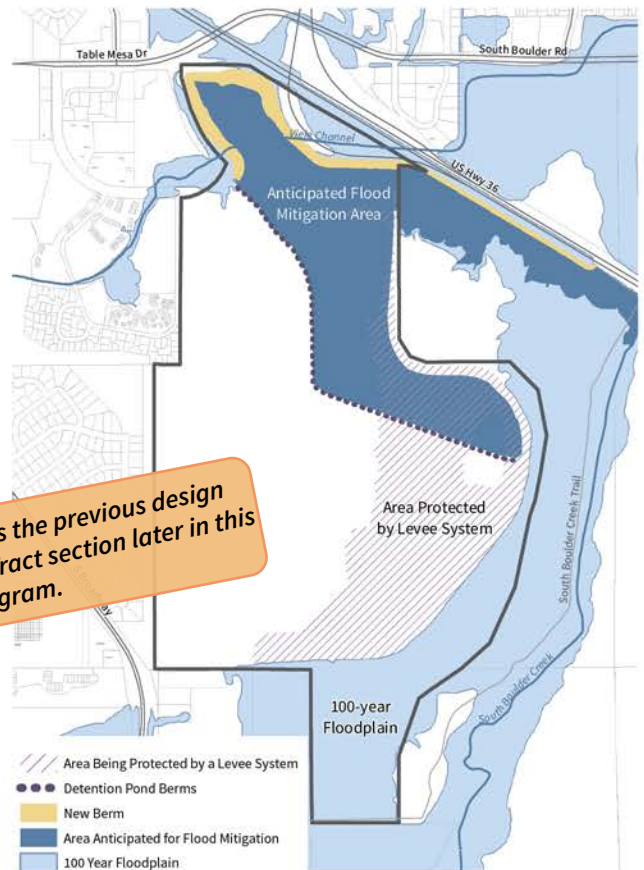 Table Mesa Dr
South Boulder Rd
Viele Channel
US Hwy 36
Anticipated Flood
Mitigation Area
s the previous design
ract section later in this
gram.
Area Protected
by Levee System
South Boulder Creek Trail
S Broadway
South Boulder Creek
100-year
Floodplain
Area Being Protected by a Levee System
Detention Pond Berms
New Berm
Area Anticipated for Flood Mitigation
100 Year Floodplain